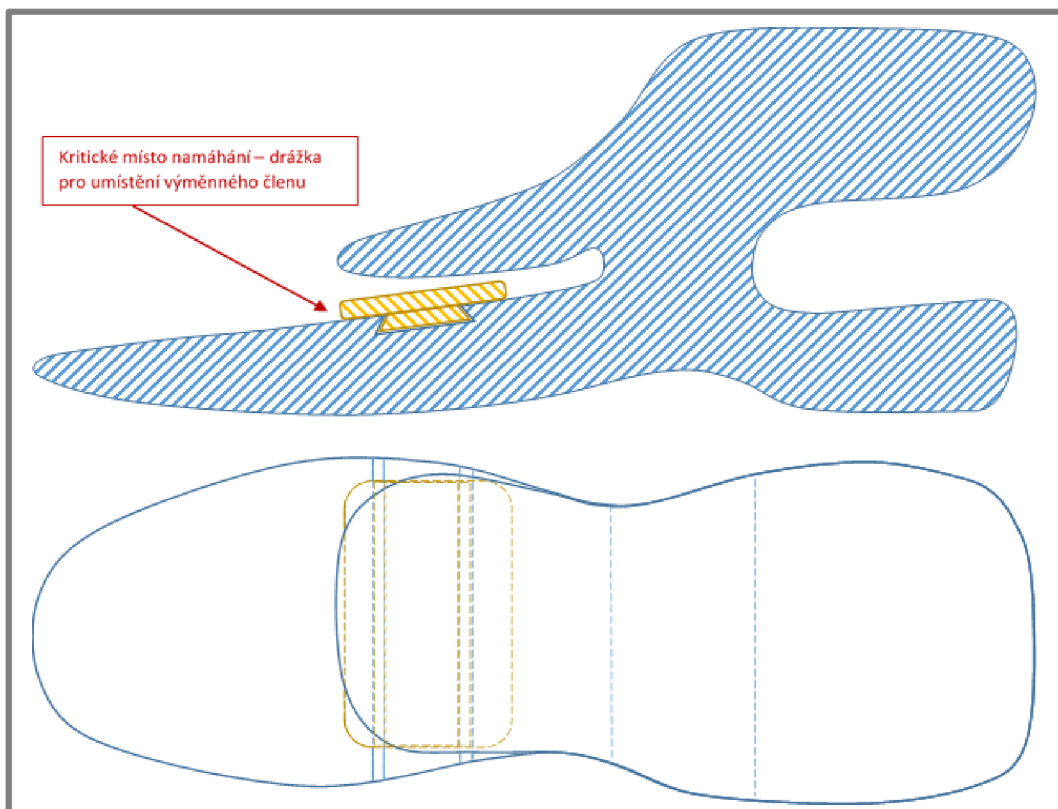 Kritické místo namáhání – drážka
pro umístění výměnného členu